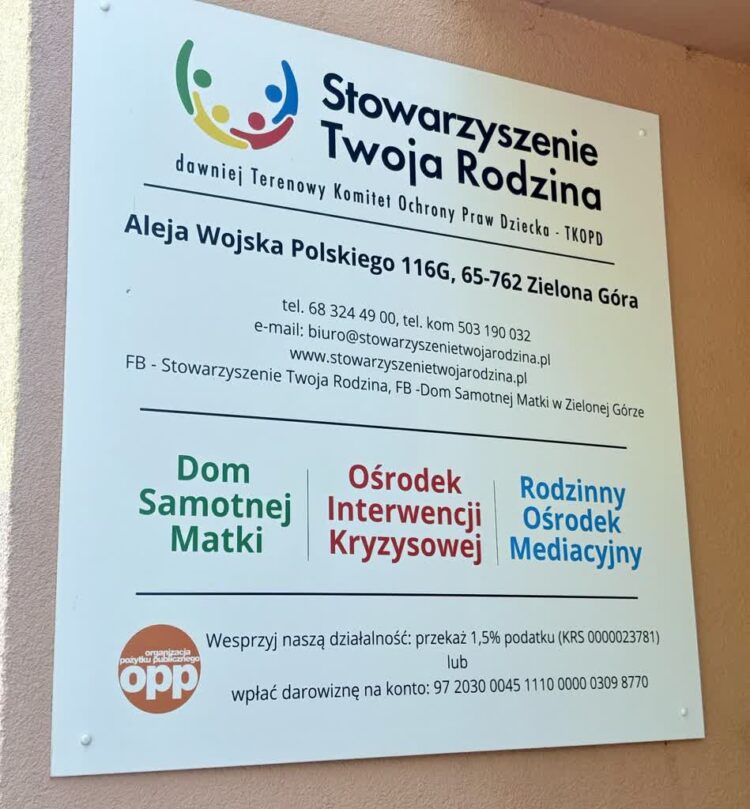 Stowarzyszenie
Twoja Rodzina
dawniej Terenowy Komitet Ochrony Praw Dziecka - TKOPD
Aleja Wojska Polskiego 116G, 65-762 Zielona Góra
tel. 68 324 49 00, tel. kom 503 190 032
e-mail: biuro@stowarzyszenietwojarodzina.pl
www.stowarzyszenietwojarodzina.pl
FB - Stowarzyszenie Twoja Rodzina, FB -Dom Samotnej Matki w Zielonej Górze
Dom
Samotnej
Matki
Ośrodek
Interwencji
Kryzysowej
Rodzinny
Ośrodek
Mediacyjny
organizacja
pożytku publicznego
opp
Wesprzyj naszą działalność: przekaż 1,5% podatku (KRS 0000023781)
lub
wpłać darowiznę na konto: 97 2030 0045 1110 0000 0309 8770